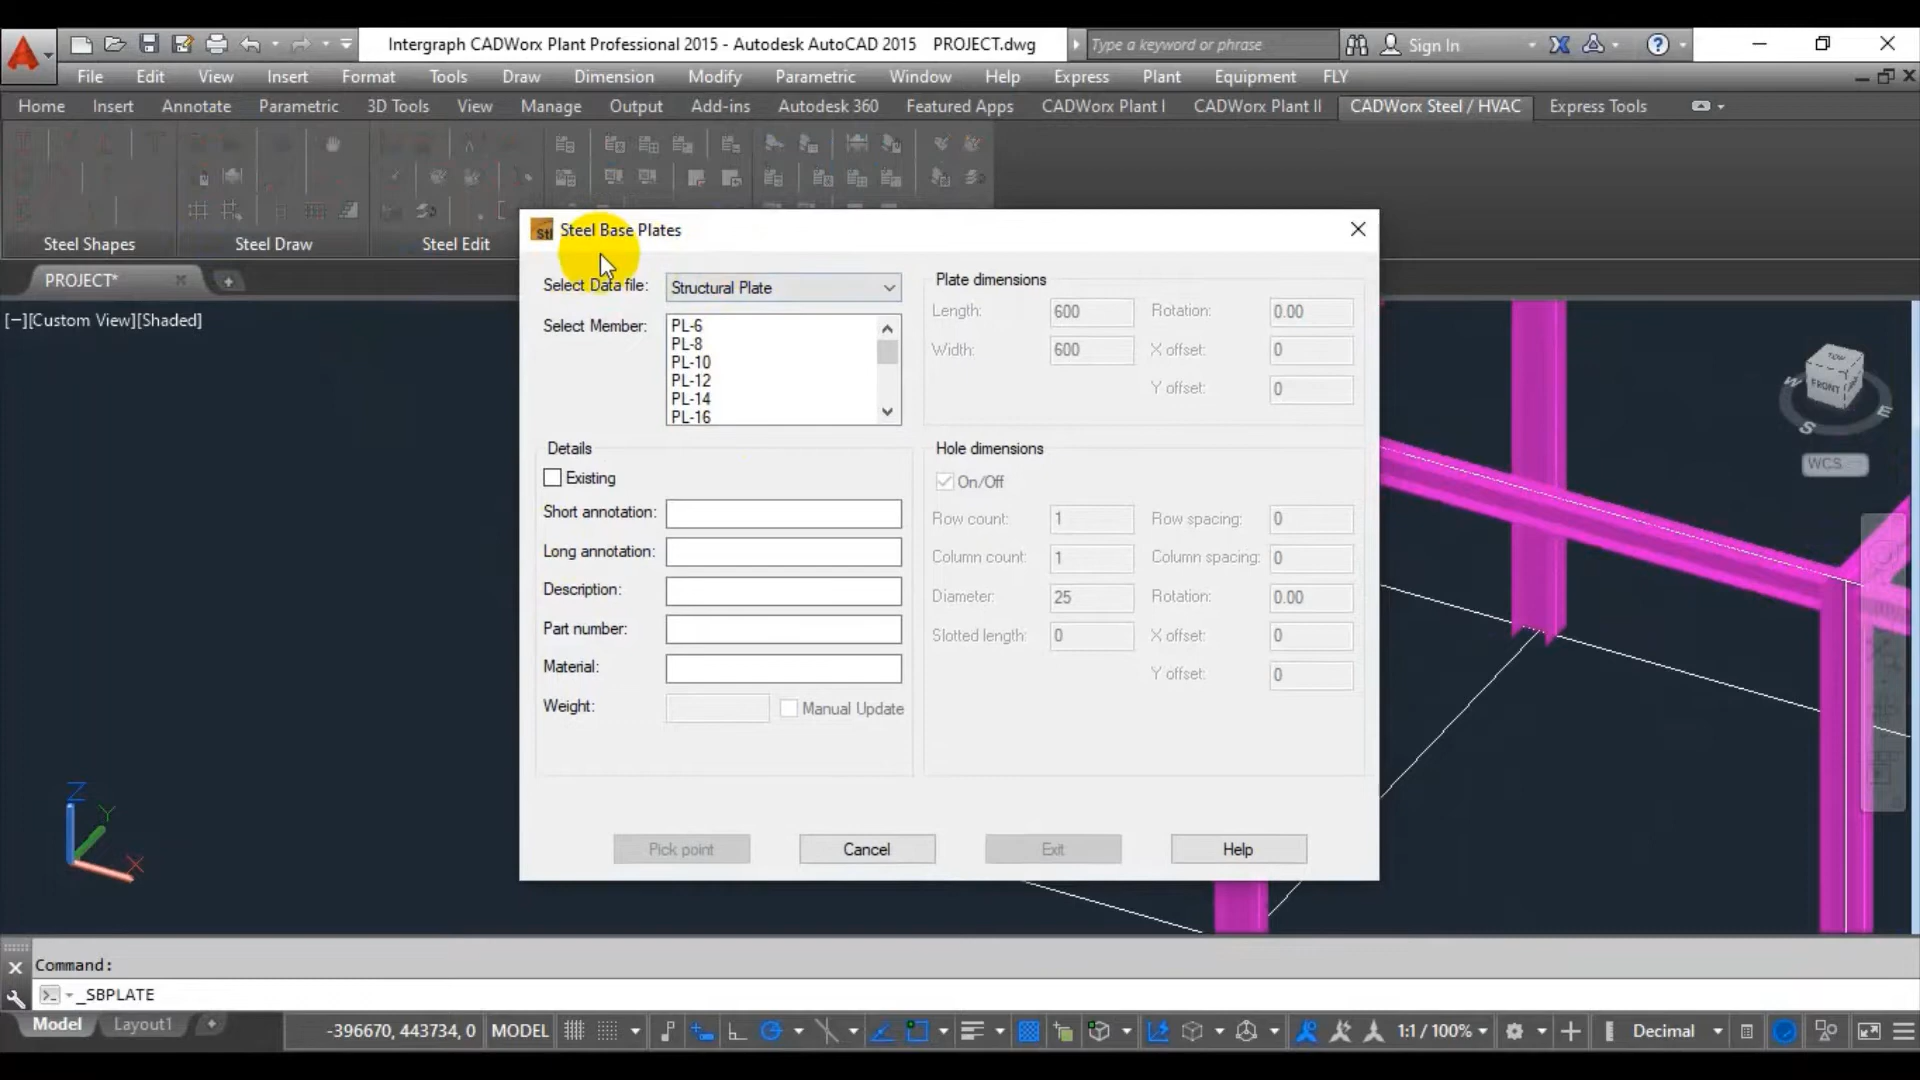 Intergraph CADWorx Plant Professional 2015 - Autodesk AutoCAD 2015 PROJECT.dwg
Type a keyword or phrase
Sign In
File Edit View Insert Format Tools Draw Dimension Modify Parametric Window Help Express Plant Equipment FLY
Home Insert Annotate Parametric 3D Tools View Manage Output Add-ins Autodesk 360 Featured Apps CADWorx Plant I CADWorx Plant II CADWorx Steel / HVAC Express Tools
Steel Shapes Steel Draw Steel Edit
PROJECT*
[−][Custom View][Shaded]
Stl Steel Base Plates
Select Data file: Structural Plate
Select Member:
PL-6
PL-8
PL-10
PL-12
PL-14
PL-16
Plate dimensions
Length: 600 Rotation: 0.00
Width: 600 X offset: 0
Y offset: 0
Details
Existing
Short annotation:
Long annotation:
Description:
Part number:
Material:
Weight: Manual Update
Hole dimensions
On/Off
Row count: 1 Row spacing: 0
Column count: 1 Column spacing: 0
Diameter: 25 Rotation: 0.00
Slotted length: 0 X offset: 0
Y offset: 0
Pick point Cancel Exit Help
TOP
FRONT
W
S
E
WCS
Z
Y
X
Command:
_SBPLATE
Model Layout1
-396670, 443734, 0 MODEL 1:1 / 100% Decimal